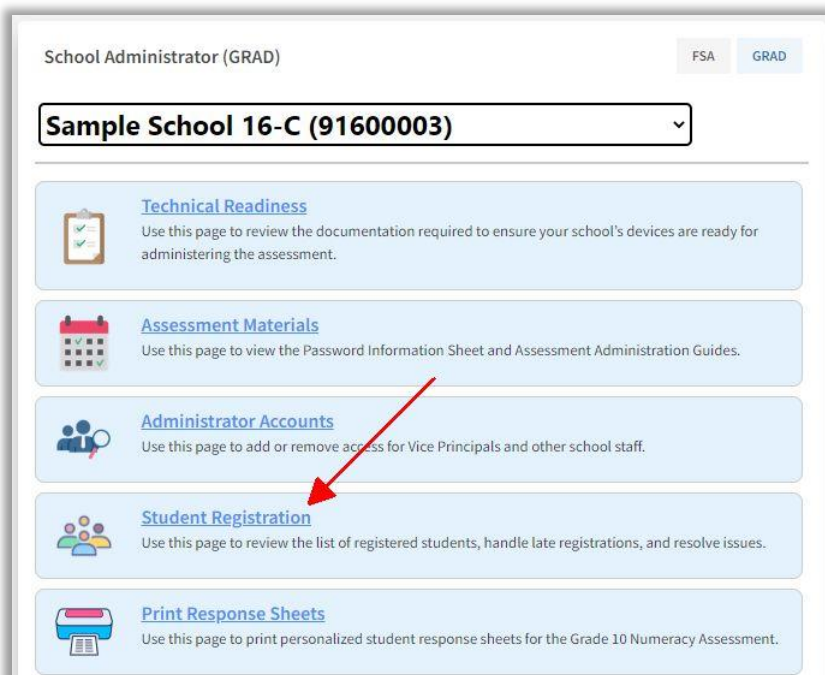 School Administrator (GRAD)
FSA
GRAD
Sample School 16-C (91600003)
Technical Readiness
Use this page to review the documentation required to ensure your school's devices are ready for
administering the assessment.
Assessment Materials
Use this page to view the Password Information Sheet and Assessment Administration Guides.
Administrator Accounts
Use this page to add or remove access for Vice Principals and other school staff.
Student Registration
Use this page to review the list of registered students, handle late registrations, and resolve issues.
Print Response Sheets
Use this page to print personalized student response sheets for the Grade 10 Numeracy Assessment.